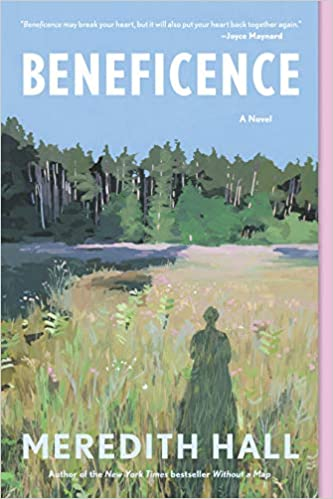 "Beneficence may break your heart, but it will also put your heart back together again."
—Joyce Maynard
BENEFICENCE
A Novel
MEREDITH HALL
Author of the New York Times bestseller Without a Map